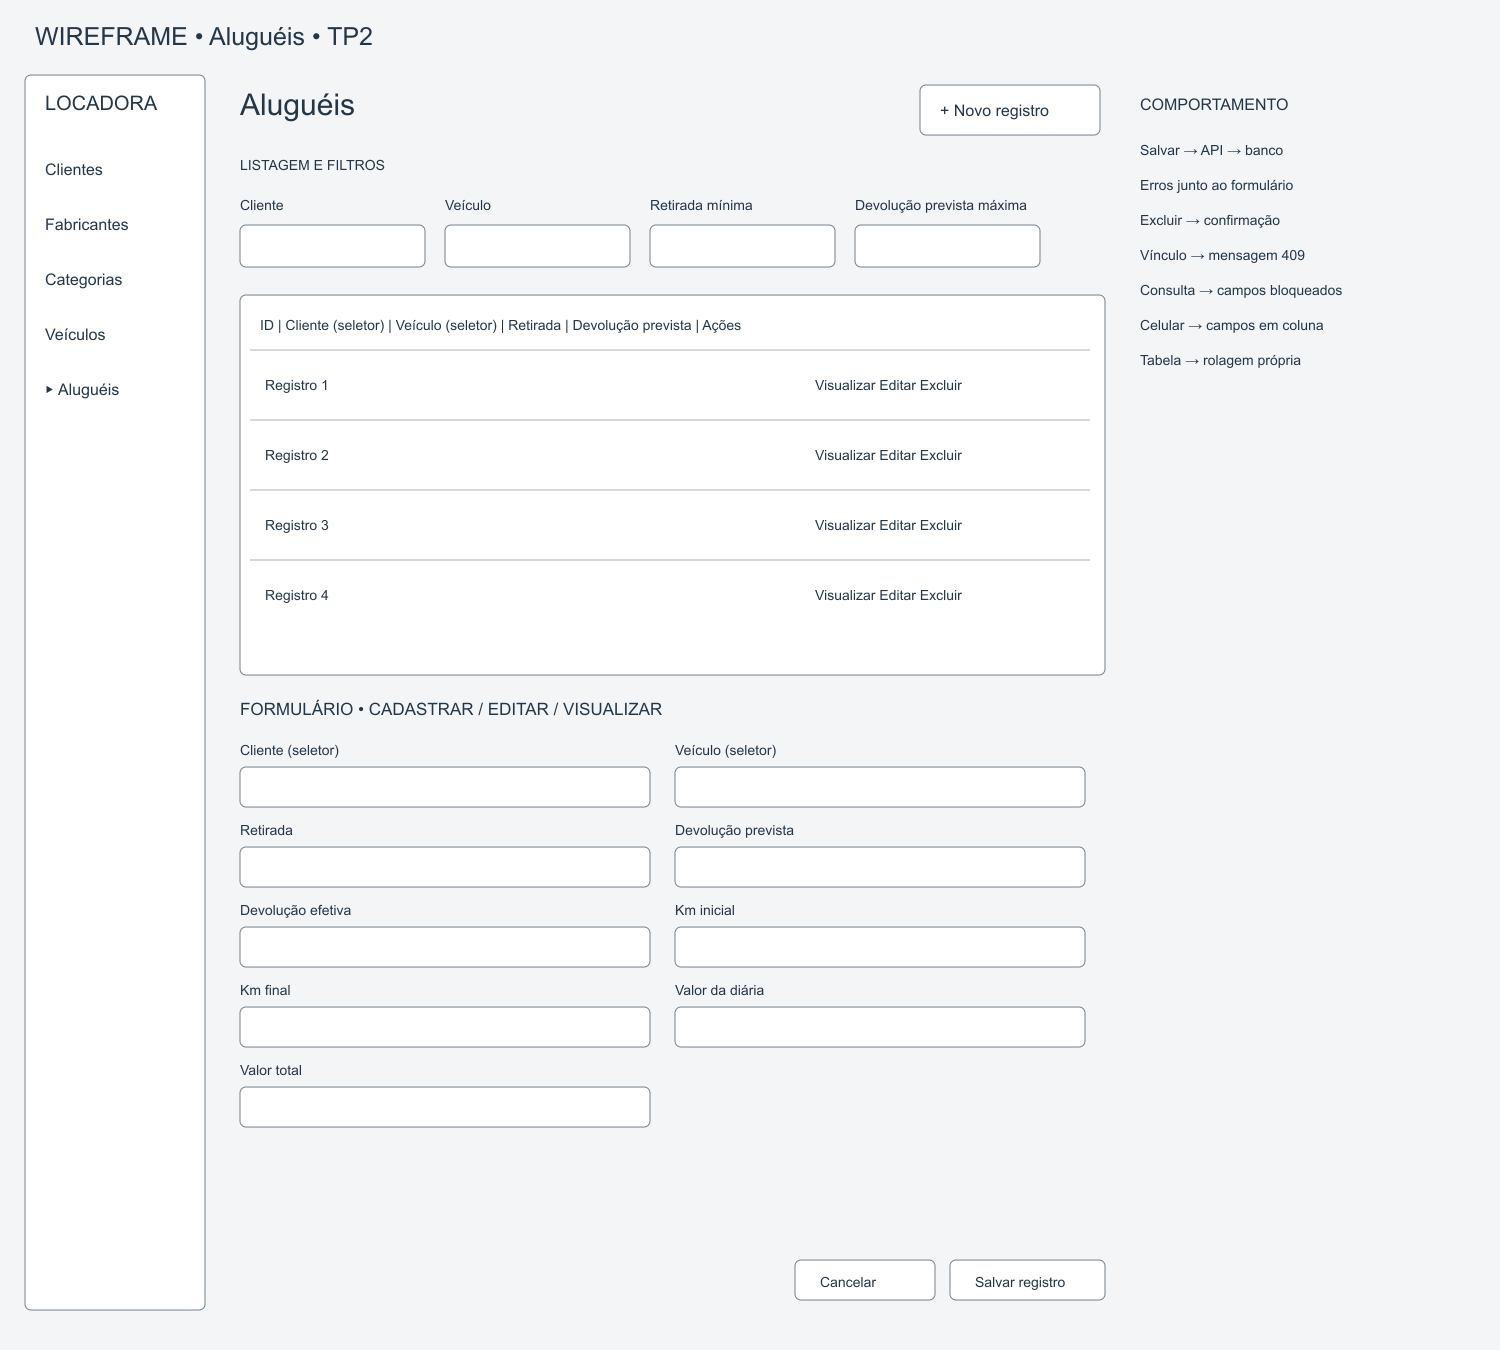 WIREFRAME • Aluguéis • TP2
LOCADORA
Clientes
Fabricantes
Categorias
Veículos
▸ Aluguéis
Aluguéis
+ Novo registro
LISTAGEM E FILTROS
Cliente
Veículo
Retirada mínima
Devolução prevista máxima
ID | Cliente (seletor) | Veículo (seletor) | Retirada | Devolução prevista | Ações
Registro 1 Visualizar Editar Excluir
Registro 2 Visualizar Editar Excluir
Registro 3 Visualizar Editar Excluir
Registro 4 Visualizar Editar Excluir
FORMULÁRIO • CADASTRAR / EDITAR / VISUALIZAR
Cliente (seletor)
Veículo (seletor)
Retirada
Devolução prevista
Devolução efetiva
Km inicial
Km final
Valor da diária
Valor total
Cancelar
Salvar registro
COMPORTAMENTO
Salvar → API → banco
Erros junto ao formulário
Excluir → confirmação
Vínculo → mensagem 409
Consulta → campos bloqueados
Celular → campos em coluna
Tabela → rolagem própria